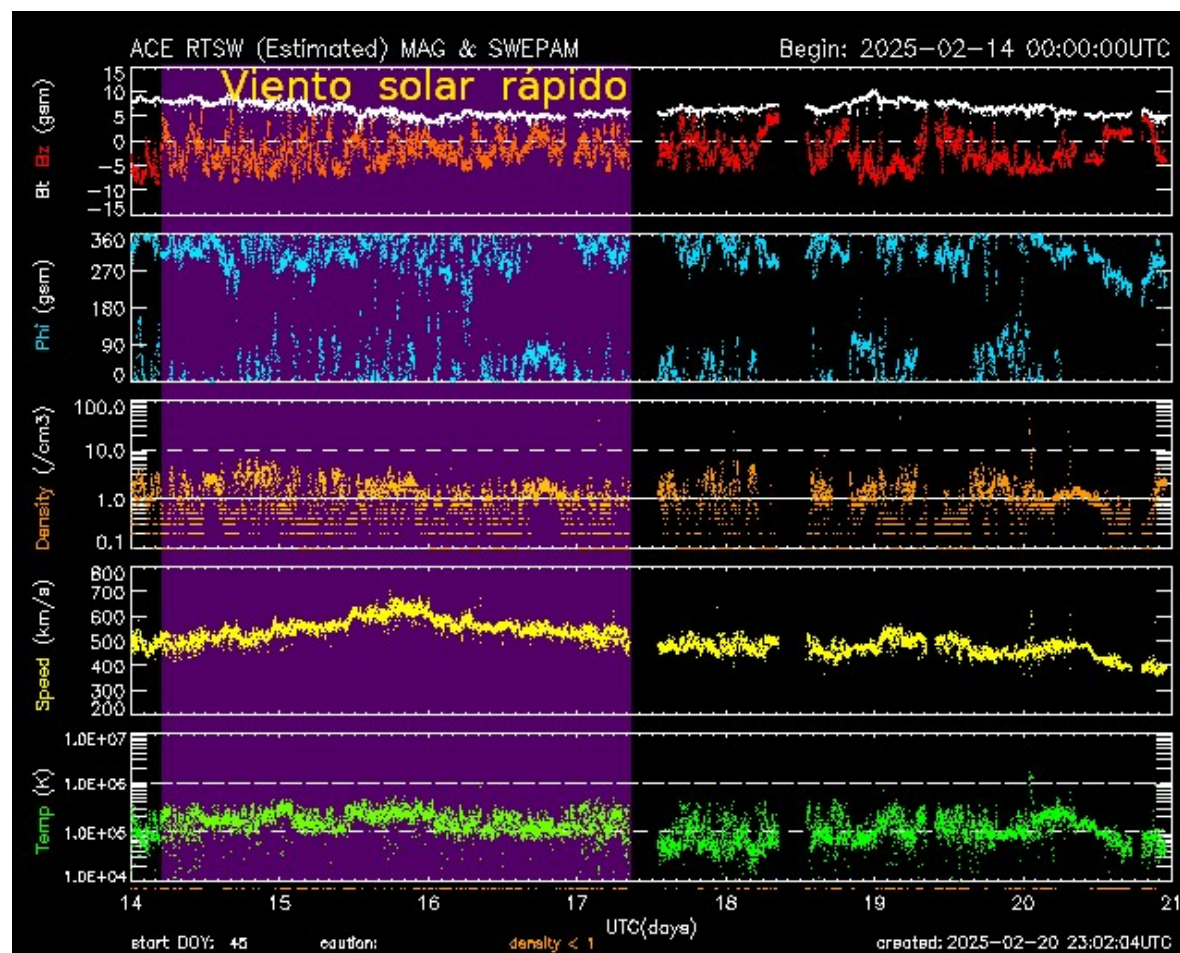 ACE RTSW (Estimated) MAG & SWEPAM
Begin: 2025-02-14 00:00:00UTC
Viento solar rápido
Bt Bz (gsm)
15
10
5
0
-5
-10
-15
Phi (gsm)
360
270
180
90
0
Density (/cm3)
100.0
10.0
1.0
0.1
Speed (km/s)
800
700
600
500
400
300
200
Temp (K)
1.0E+07
1.0E+06
1.0E+05
1.0E+04
14 15 16 17 18 19 20 21
UTC(days)
start DOY: 45 caution: density < 1 created: 2025-02-20 23:02:04UTC